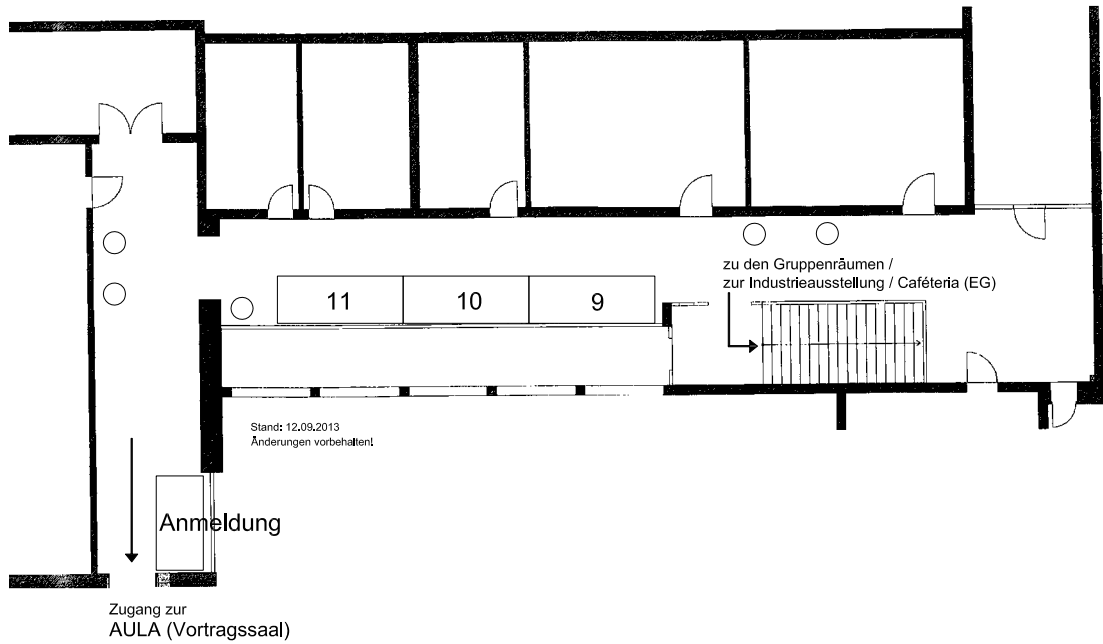 zu den Gruppenräumen /
zur Industrieausstellung / Caféteria (EG)
11 10 9
Stand: 12.09.2013
Änderungen vorbehalten!
Anmeldung
Zugang zur
AULA (Vortragssaal)